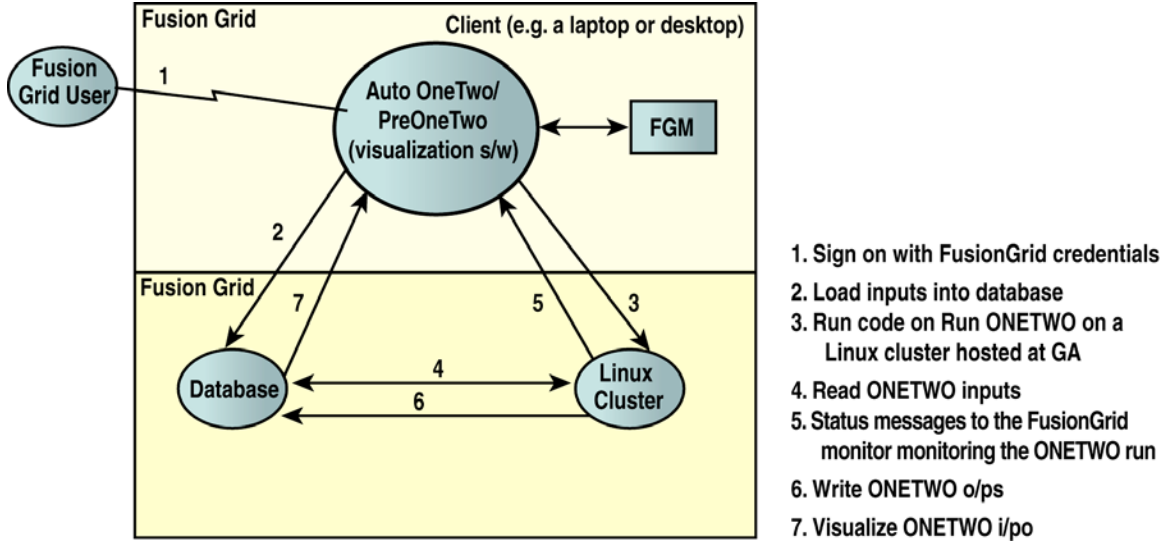 Fusion Grid
Client (e.g. a laptop or desktop)
Fusion
Grid User
1
Auto OneTwo/
PreOneTwo
(visualization s/w)
FGM
2
Fusion Grid
7
5
3
Database
4
Linux
Cluster
6
1. Sign on with FusionGrid credentials
2. Load inputs into database
3. Run code on Run ONETWO on a
Linux cluster hosted at GA
4. Read ONETWO inputs
5. Status messages to the FusionGrid
monitor monitoring the ONETWO run
6. Write ONETWO o/ps
7. Visualize ONETWO i/po